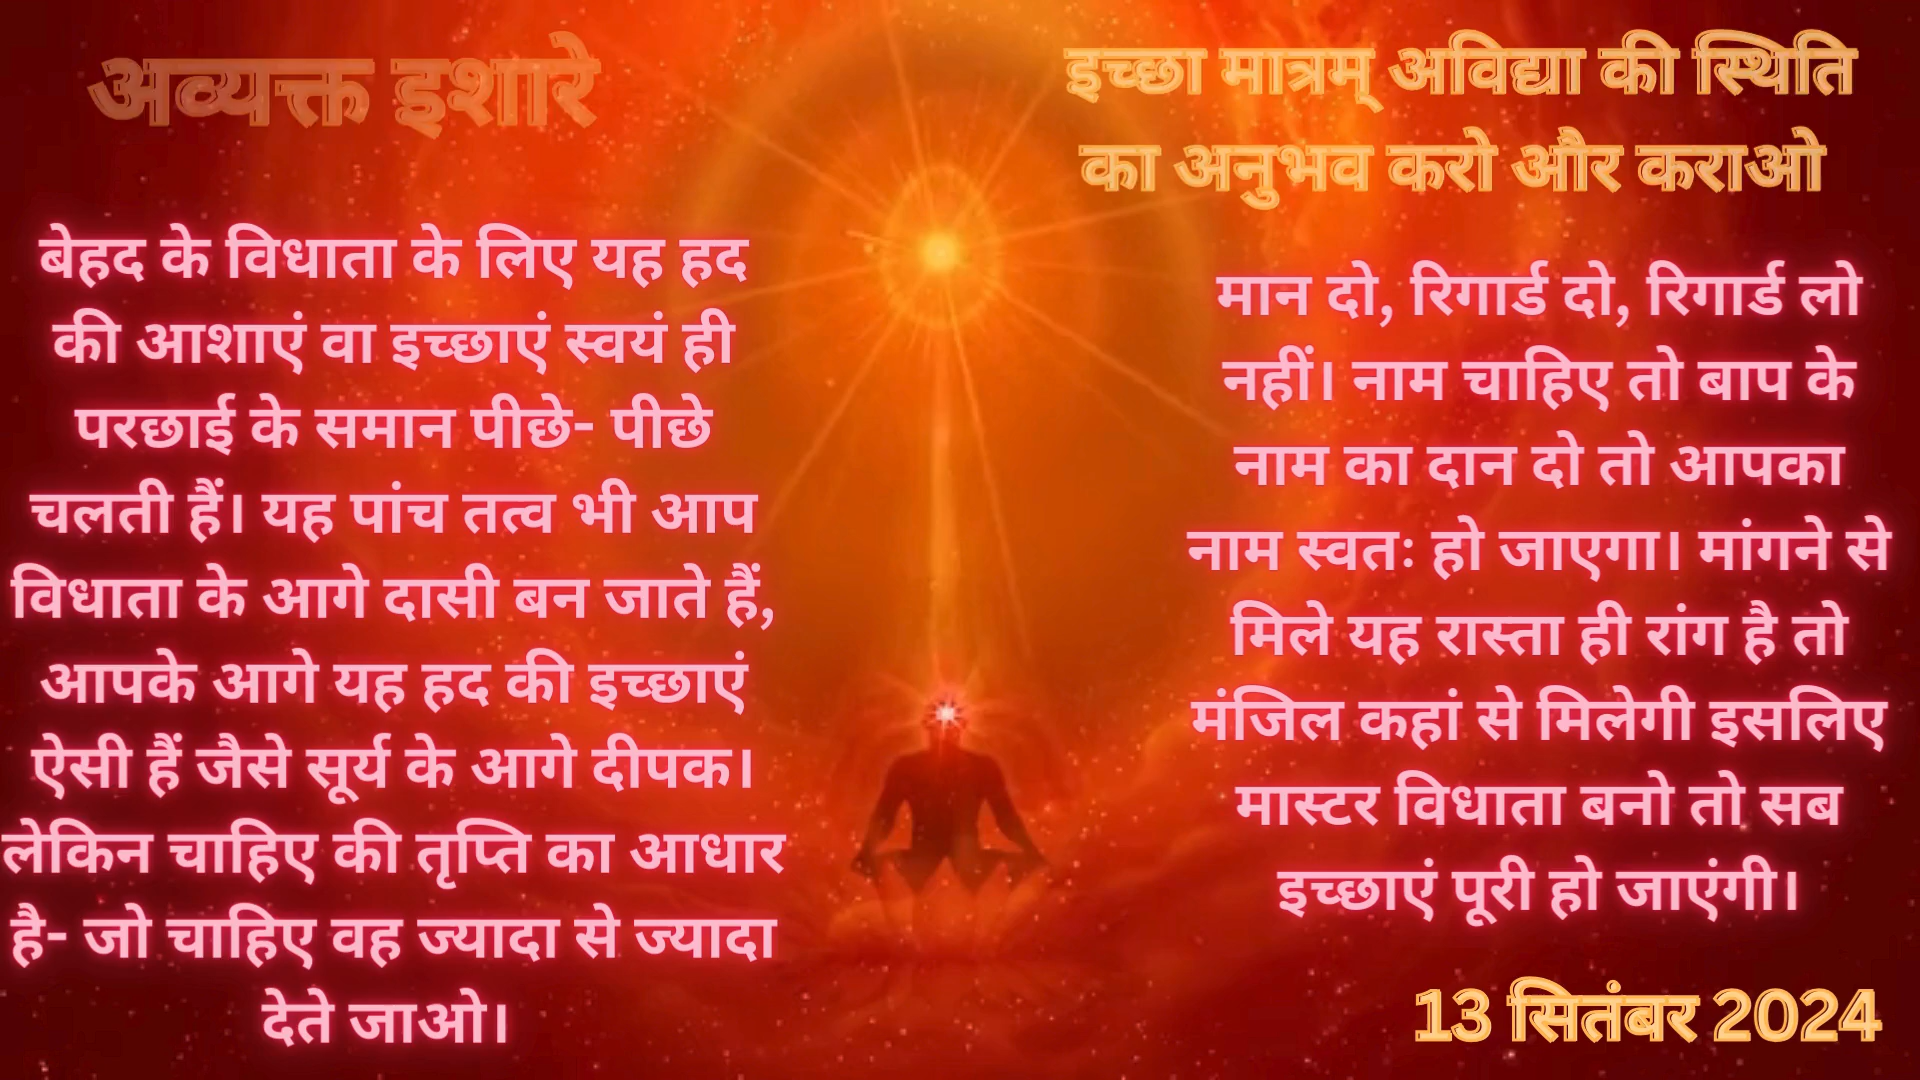 अव्यक्त इशारे
इच्छा मात्रम् अविद्या की स्थिति
का अनुभव करो और कराओ
बेहद के विधाता के लिए यह हद
की आशाएं वा इच्छाएं स्वयं ही
परछाई के समान पीछे- पीछे
चलती हैं। यह पांच तत्व भी आप
विधाता के आगे दासी बन जाते हैं,
आपके आगे यह हद की इच्छाएं
ऐसी हैं जैसे सूर्य के आगे दीपक।
लेकिन चाहिए की तृप्ति का आधार
है- जो चाहिए वह ज्यादा से ज्यादा
देते जाओ।
मान दो, रिगार्ड दो, रिगार्ड लो
नहीं। नाम चाहिए तो बाप के
नाम का दान दो तो आपका
नाम स्वतः हो जाएगा। मांगने से
मिले यह रास्ता ही रांग है तो
मंजिल कहां से मिलेगी इसलिए
मास्टर विधाता बनो तो सब
इच्छाएं पूरी हो जाएंगी।
13 सितंबर 2024